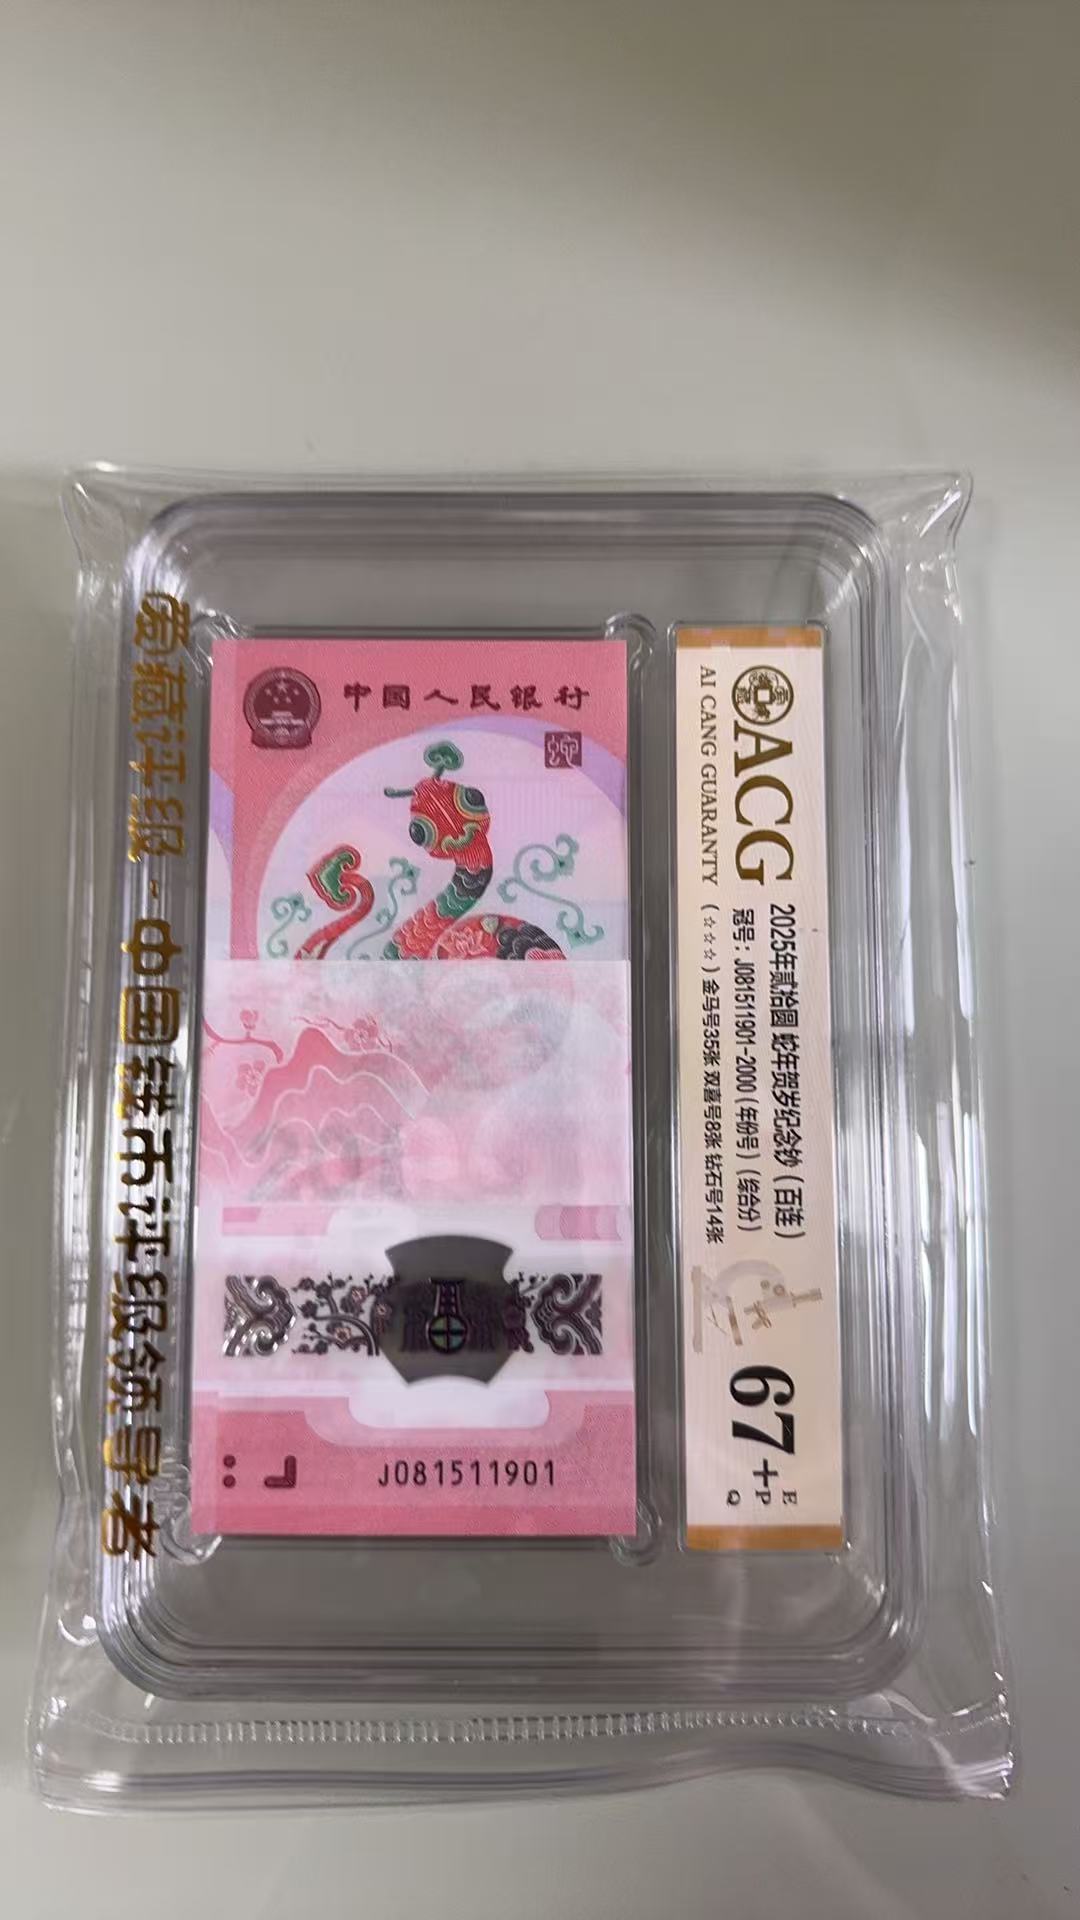 爱藏评级-中国钱币评级领导者
中国人民银行
J081511901
ACG
AI CANG GUARANTY
2025年贰拾圆 蛇年贺岁纪念钞（百连）
冠号：J081511901-2000（年份号）（综合分）
（☆☆☆）金马号35张 双喜号8张 钻石号14张
67+
E
P
Q